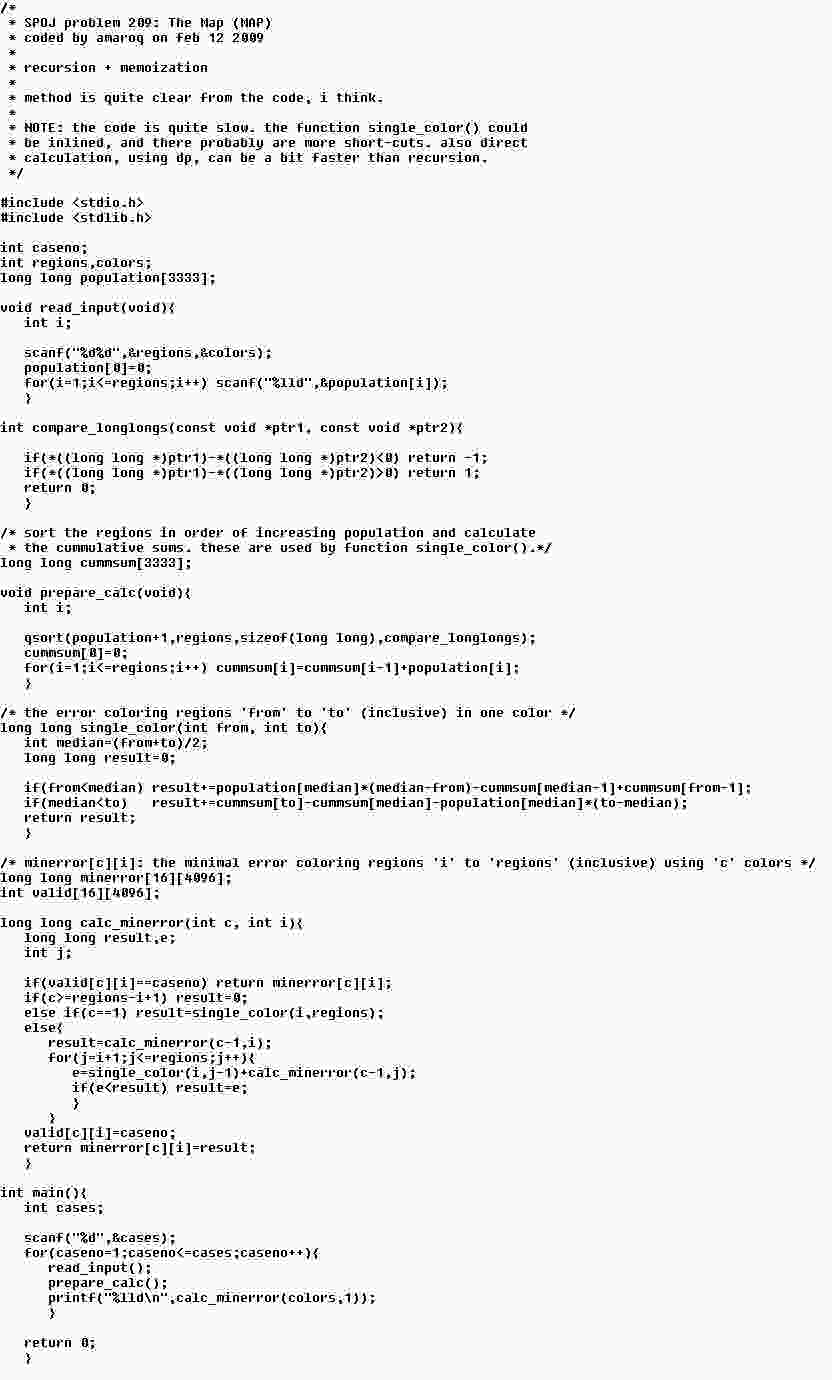 /*
 * SPOJ problem 209: The Map (MAP)
 * coded by amaroq on feb 12 2009
 *
 * recursion + memoization
 *
 * method is quite clear from the code, i think.
 *
 * NOTE: the code is quite slow. the function single_color() could
 * be inlined, and there probably are more short-cuts. also direct
 * calculation, using dp, can be a bit faster than recursion.
 */

#include <stdio.h>
#include <stdlib.h>

int caseno;
int regions,colors;
long long population[3333];

void read_input(void){
   int i;

   scanf("%d%d",&regions,&colors);
   population[0]=0;
   for(i=1;i<=regions;i++) scanf("%lld",&population[i]);
   }

int compare_longlongs(const void *ptr1, const void *ptr2){

   if(*((long long *)ptr1)-*((long long *)ptr2)<0) return -1;
   if(*((long long *)ptr1)-*((long long *)ptr2)>0) return 1;
   return 0;
   }

/* sort the regions in order of increasing population and calculate
 * the cummulative sums. these are used by function single_color().*/
long long cummsum[3333];

void prepare_calc(void){
   int i;

   qsort(population+1,regions,sizeof(long long),compare_longlongs);
   cummsum[0]=0;
   for(i=1;i<=regions;i++) cummsum[i]=cummsum[i-1]+population[i];
   }

/* the error coloring regions 'from' to 'to' (inclusive) in one color */
long long single_color(int from, int to){
   int median=(from+to)/2;
   long long result=0;

   if(from<median) result+=population[median]*(median-from)-cummsum[median-1]+cummsum[from-1];
   if(median<to)   result+=cummsum[to]-cummsum[median]-population[median]*(to-median);
   return result;
   }

/* minerror[c][i]: the minimal error coloring regions 'i' to 'regions' (inclusive) using 'c' colors */
long long minerror[16][4096];
int valid[16][4096];

long long calc_minerror(int c, int i){
   long long result,e;
   int j;

   if(valid[c][i]==caseno) return minerror[c][i];
   if(c>=regions-i+1) result=0;
   else if(c==1) result=single_color(i,regions);
   else{
      result=calc_minerror(c-1,i);
      for(j=i+1;j<=regions;j++){
         e=single_color(i,j-1)+calc_minerror(c-1,j);
         if(e<result) result=e;
         }
      }
   valid[c][i]=caseno;
   return minerror[c][i]=result;
   }

int main(){
   int cases;

   scanf("%d",&cases);
   for(caseno=1;caseno<=cases;caseno++){
      read_input();
      prepare_calc();
      printf("%lld\n",calc_minerror(colors,1));
      }

   return 0;
   }